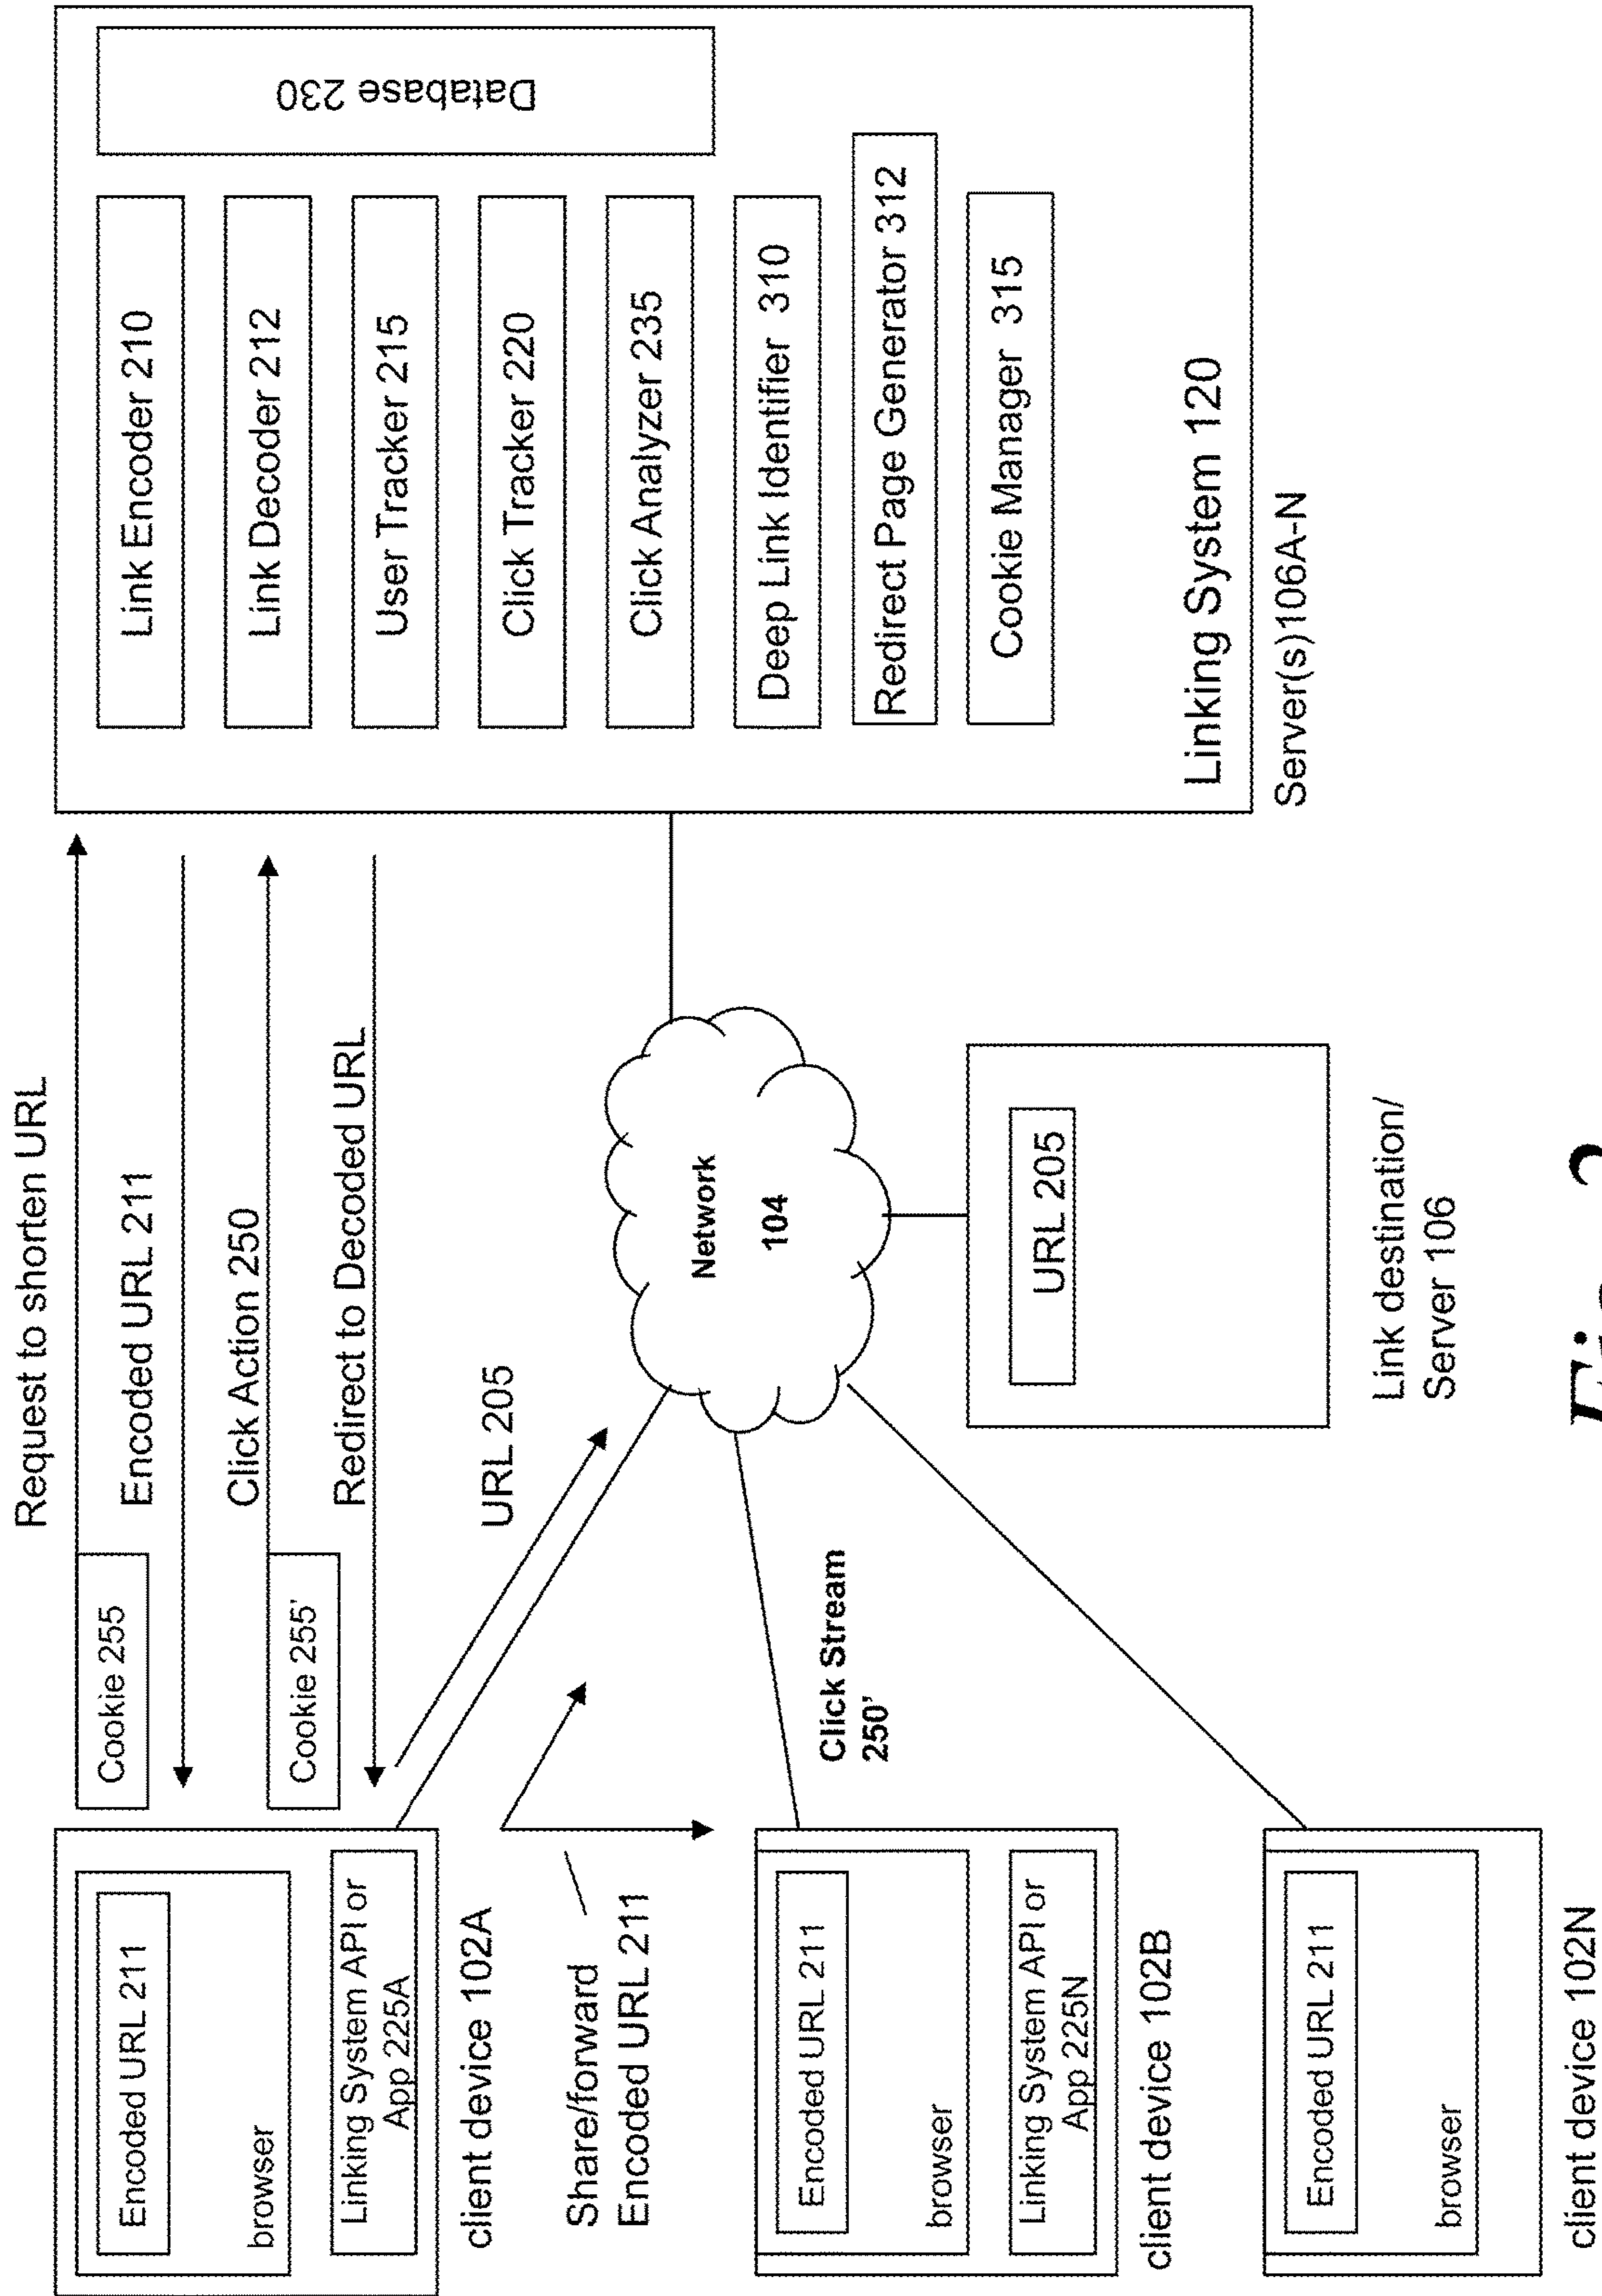 Request to shorten URL
Cookie 255
Encoded URL 211
Click Action 250
Cookie 255'
Redirect to Decoded URL
Encoded URL 211
browser
Linking System API or
App 225A
client device 102A
URL 205
Share/forward
Encoded URL 211
Network
104
Click Stream
250'
Encoded URL 211
browser
Linking System API or
App 225N
client device 102B
Encoded URL 211
browser
client device 102N
URL 205
Link destination/
Server 106
Link Encoder 210
Link Decoder 212
User Tracker 215
Click Tracker 220
Click Analyzer 235
Deep Link Identifier 310
Redirect Page Generator 312
Cookie Manager 315
Database 230
Linking System 120
Server(s)106A-N